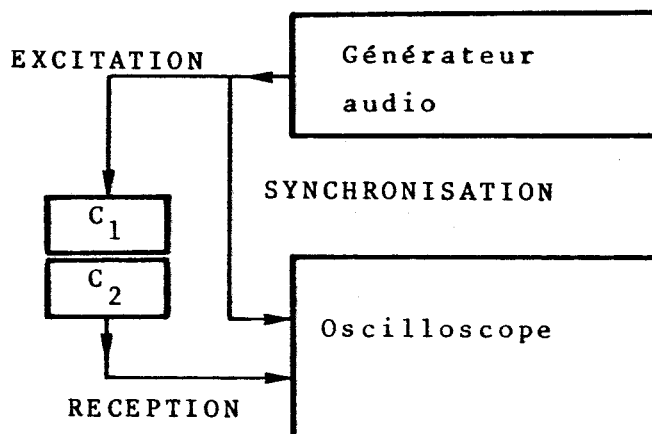 EXCITATION
Générateur
audio
SYNCHRONISATION
C1
C2
Oscilloscope
RECEPTION